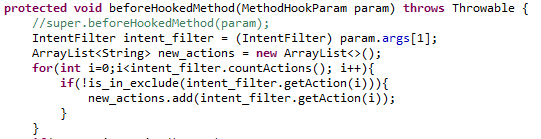 protected void beforeHookedMethod(MethodHookParam param) throws Throwable {
    //super.beforeHookedMethod(param);
    IntentFilter intent_filter = (IntentFilter) param.args[1];
    ArrayList<String> new_actions = new ArrayList<>();
    for(int i=0;i<intent_filter.countActions(); i++){
        if(!is_in_exclude(intent_filter.getAction(i))){
            new_actions.add(intent_filter.getAction(i));
        }
    }